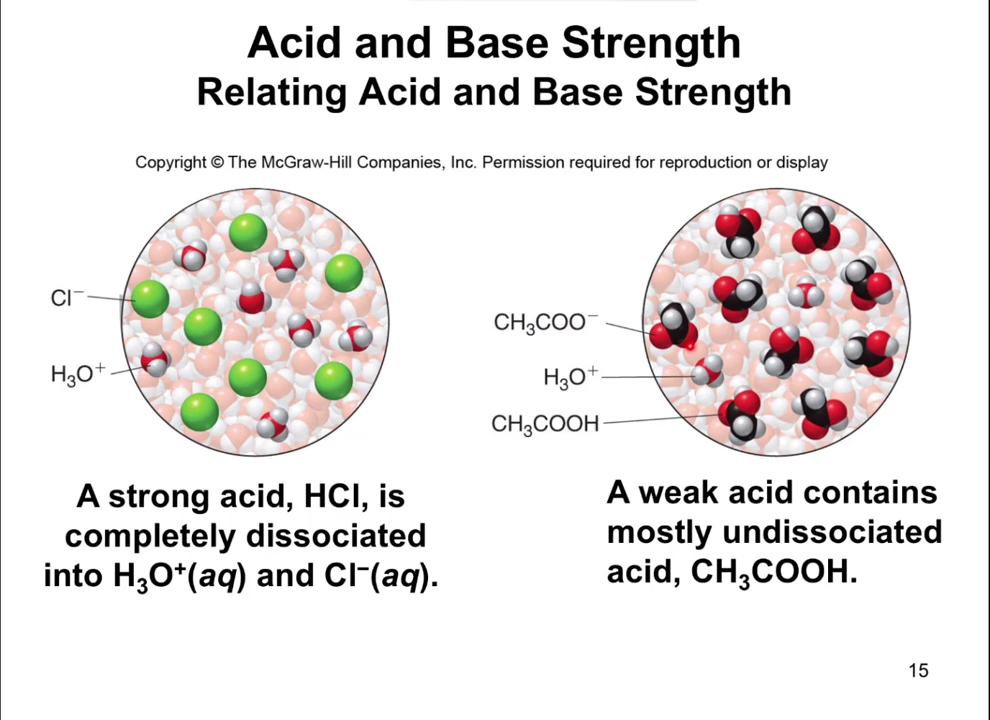 Acid and Base Strength
Relating Acid and Base Strength
Copyright © The McGraw-Hill Companies, Inc. Permission required for reproduction or display
Cl⁻
H₃O⁺
CH₃COO⁻
H₃O⁺
CH₃COOH
A strong acid, HCl, is
completely dissociated
into H₃O⁺(aq) and Cl⁻(aq).
A weak acid contains
mostly undissociated
acid, CH₃COOH.
15